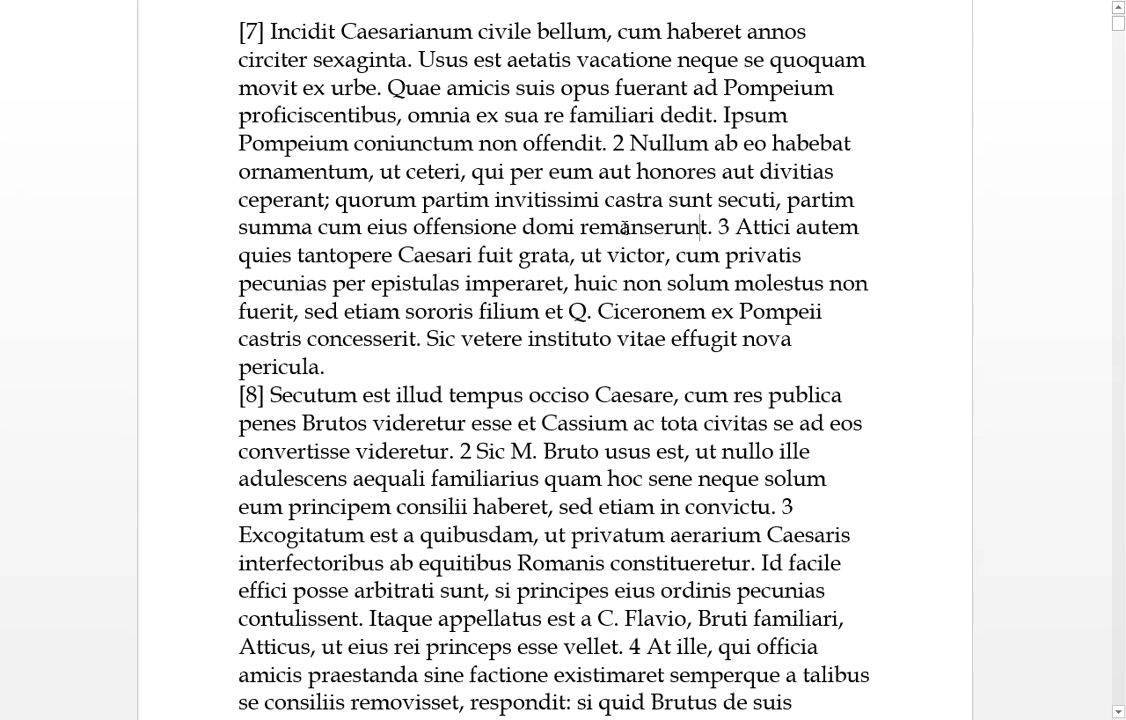 [7] Incidit Caesarianum civile bellum, cum haberet annos
circiter sexaginta. Usus est aetatis vacatione neque se quoquam
movit ex urbe. Quae amicis suis opus fuerant ad Pompeium
proficiscentibus, omnia ex sua re familiari dedit. Ipsum
Pompeium coniunctum non offendit. 2 Nullum ab eo habebat
ornamentum, ut ceteri, qui per eum aut honores aut divitias
ceperant; quorum partim invitissimi castra sunt secuti, partim
summa cum eius offensione domi remanserunt. 3 Attici autem
quies tantopere Caesari fuit grata, ut victor, cum privatis
pecunias per epistulas imperaret, huic non solum molestus non
fuerit, sed etiam sororis filium et Q. Ciceronem ex Pompeii
castris concesserit. Sic vetere instituto vitae effugit nova
pericula.
[8] Secutum est illud tempus occiso Caesare, cum res publica
penes Brutos videretur esse et Cassium ac tota civitas se ad eos
convertisse videretur. 2 Sic M. Bruto usus est, ut nullo ille
adulescens aequali familiarius quam hoc sene neque solum
eum principem consilii haberet, sed etiam in convictu. 3
Excogitatum est a quibusdam, ut privatum aerarium Caesaris
interfectoribus ab equitibus Romanis constitueretur. Id facile
effici posse arbitrati sunt, si principes eius ordinis pecunias
contulissent. Itaque appellatus est a C. Flavio, Bruti familiari,
Atticus, ut eius rei princeps esse vellet. 4 At ille, qui officia
amicis praestanda sine factione existimaret semperque a talibus
se consiliis removisset, respondit: si quid Brutus de suis